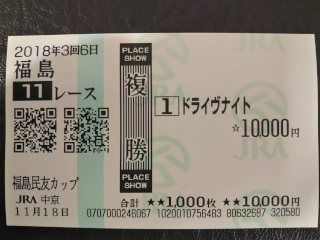 2018年3回6日
福島
11レース
PLACE SHOW
複勝
PLACE SHOW
1 ドライヴナイト
☆10,000円
JRA
福島民友カップ
JRA 中京
11月18日
合計 ★★1,000枚 ★★10,000円
0707000246067 1020010756483 80632687 320580